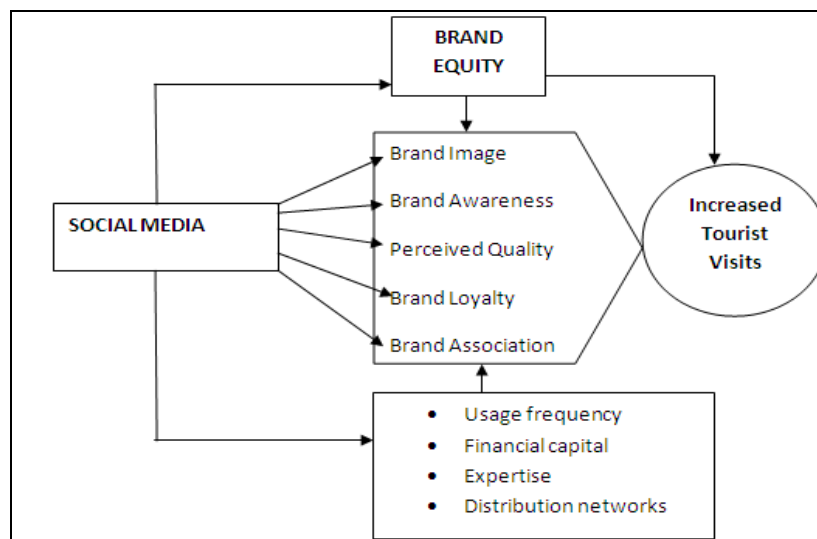 BRAND
EQUITY
Brand Image
Brand Awareness
Perceived Quality
Brand Loyalty
Brand Association
SOCIAL MEDIA
Increased
Tourist
Visits
• Usage frequency
• Financial capital
• Expertise
• Distribution networks